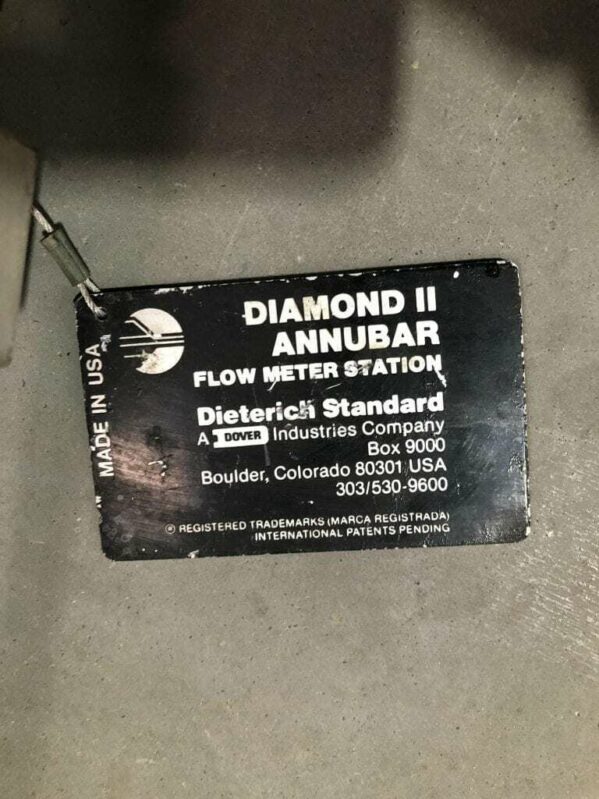 DIAMOND II
ANNUBAR
FLOW METER STATION
Dieterich Standard
A DOVER Industries Company
Box 9000
Boulder, Colorado 80301 USA
303/530-9600
® REGISTERED TRADEMARKS (MARCA REGISTRADA)
INTERNATIONAL PATENTS PENDING
MADE IN USA